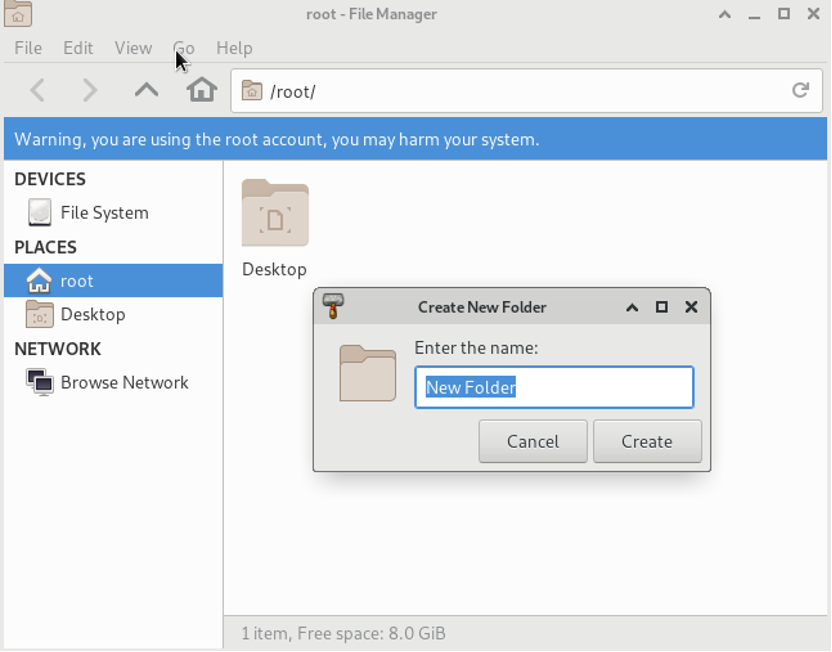 root - File Manager
File Edit View Go Help
/root/
Warning, you are using the root account, you may harm your system.
DEVICES
File System
PLACES
root
Desktop
NETWORK
Browse Network
Desktop
Create New Folder
Enter the name:
New Folder
Cancel Create
1 item, Free space: 8.0 GiB